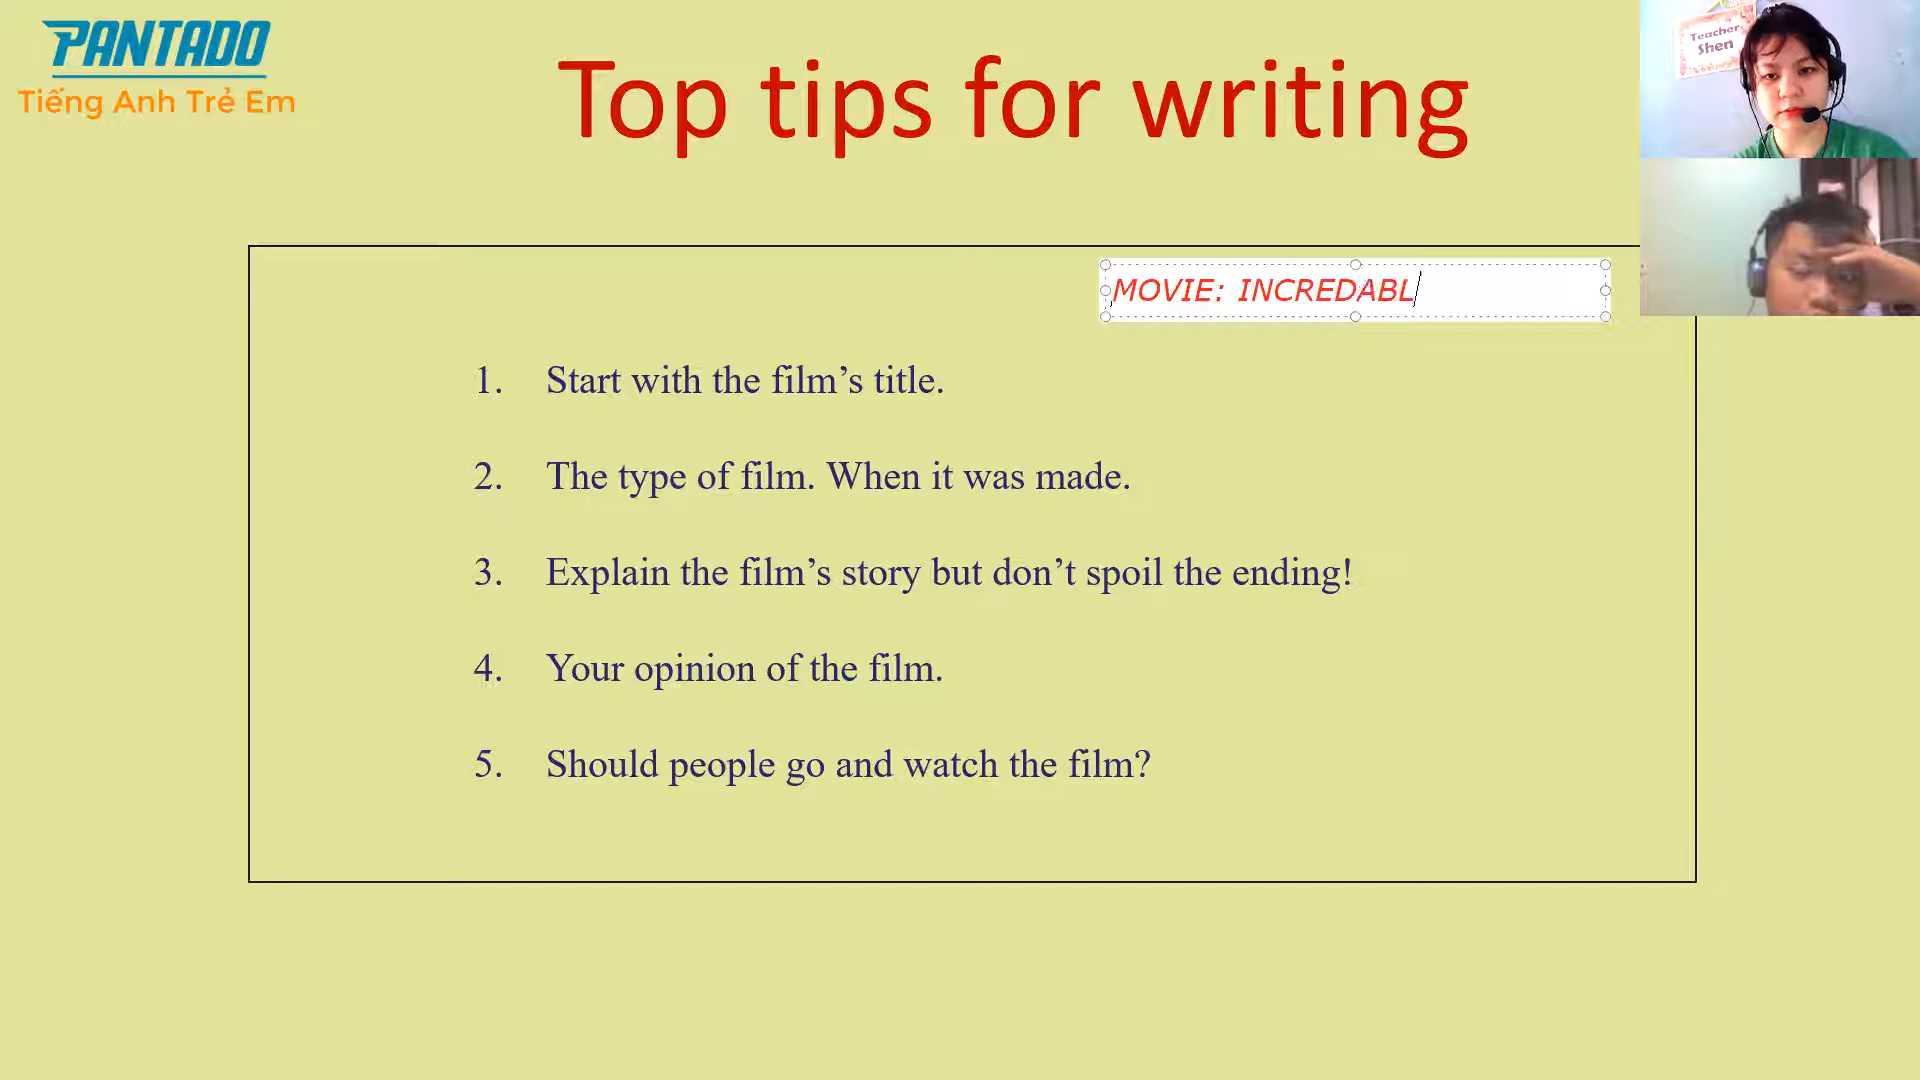 PANTADO
Tiếng Anh Trẻ Em
Top tips for writing
Teacher
Shen
MOVIE: INCREDABL
1. Start with the film’s title.
2. The type of film. When it was made.
3. Explain the film’s story but don’t spoil the ending!
4. Your opinion of the film.
5. Should people go and watch the film?